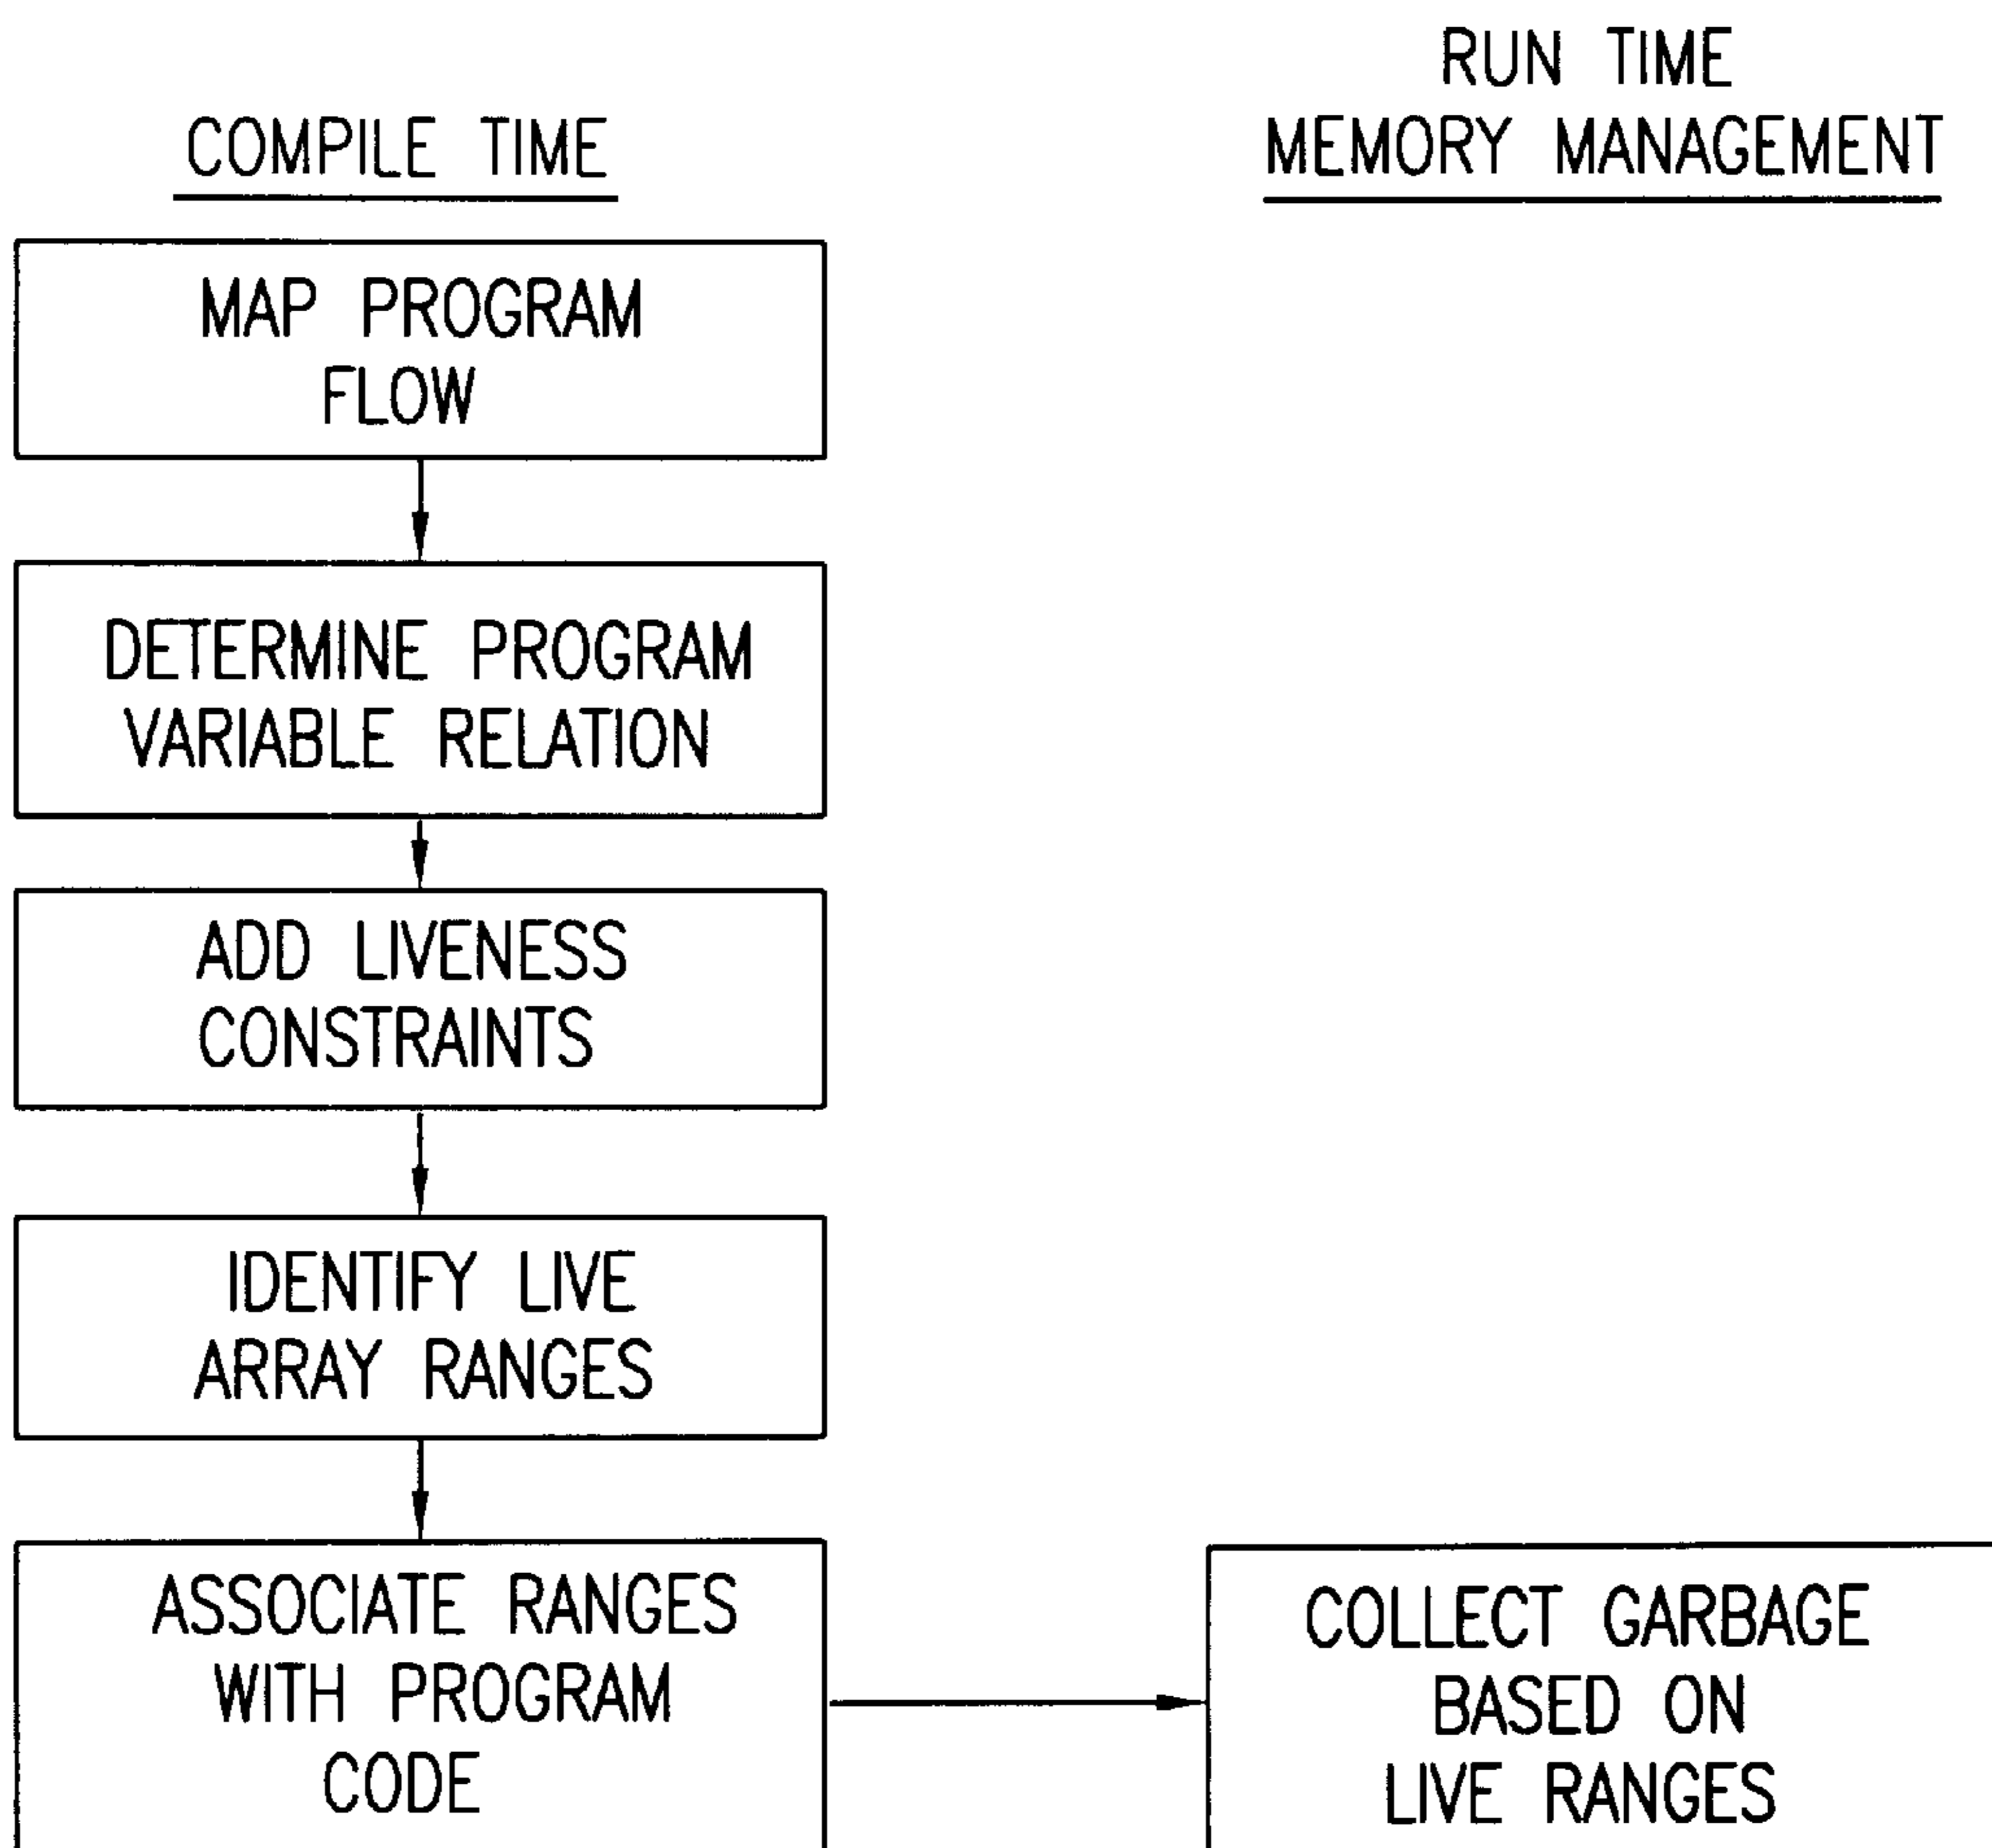 COMPILE TIME
RUN TIME
MEMORY MANAGEMENT
MAP PROGRAM
FLOW
DETERMINE PROGRAM
VARIABLE RELATION
ADD LIVENESS
CONSTRAINTS
IDENTIFY LIVE
ARRAY RANGES
ASSOCIATE RANGES
WITH PROGRAM
CODE
COLLECT GARBAGE
BASED ON
LIVE RANGES